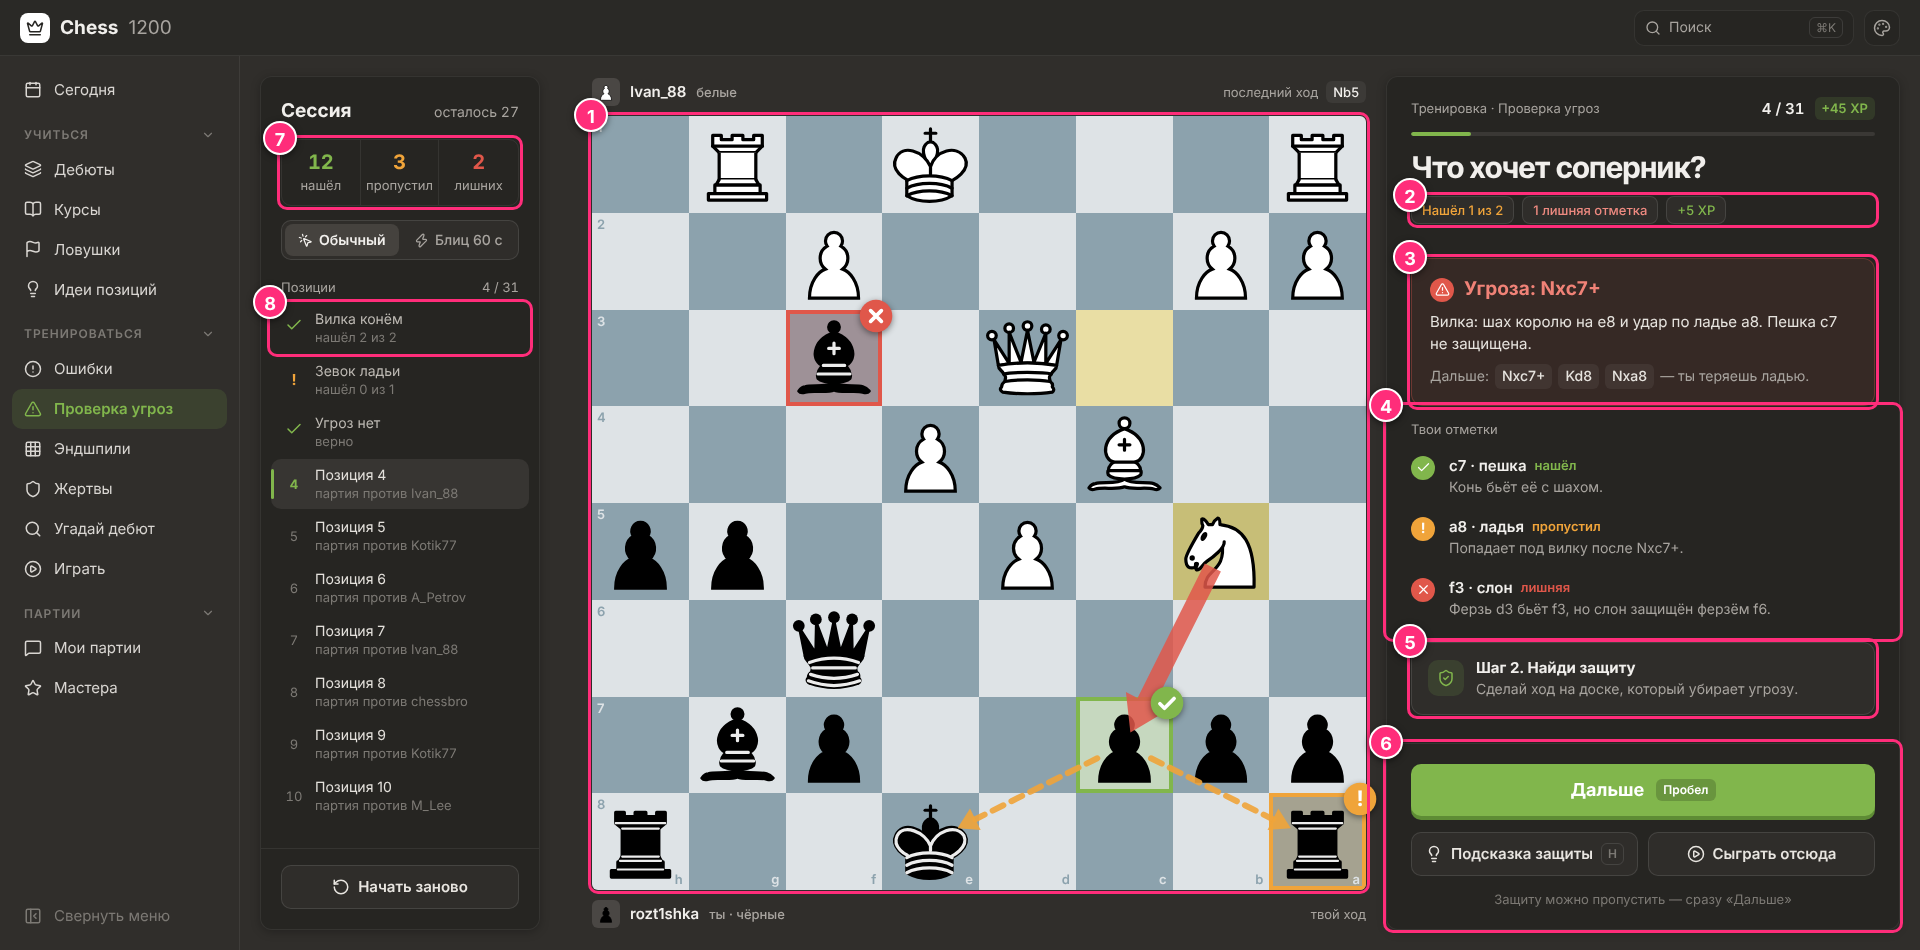 Chess 1200
Поиск ⌘K
Сегодня
УЧИТЬСЯ
Дебюты
Курсы
Ловушки
Идеи позиций
ТРЕНИРОВАТЬСЯ
Ошибки
Проверка угроз
Эндшпили
Жертвы
Угадай дебют
Играть
ПАРТИИ
Мои партии
Мастера
Свернуть меню
Сессия осталось 27
7
12 3 2
нашёл пропустил лишних
Обычный Блиц 60 с
Позиции 4 / 31
8
Вилка конём
нашёл 2 из 2
! Зевок ладьи
нашёл 0 из 1
Угроз нет
верно
4 Позиция 4
партия против Ivan_88
5 Позиция 5
партия против Kotik77
6 Позиция 6
партия против A_Petrov
7 Позиция 7
партия против Ivan_88
8 Позиция 8
партия против chessbro
9 Позиция 9
партия против Kotik77
10 Позиция 10
партия против M_Lee
Начать заново
Ivan_88 белые последний ход Nb5
1
2
3
4
5
6
7
8
!
h g f e d c b a
rozt1shka ты · чёрные твой ход
Тренировка · Проверка угроз 4 / 31 +45 XP
Что хочет соперник?
2
Нашёл 1 из 2 1 лишняя отметка +5 XP
3
Угроза: Nxc7+
Вилка: шах королю на e8 и удар по ладье a8. Пешка c7
не защищена.
Дальше: Nxc7+ Kd8 Nxa8 — ты теряешь ладью.
4
Твои отметки
c7 · пешка нашёл
Конь бьёт её с шахом.
! a8 · ладья пропустил
Попадает под вилку после Nxc7+.
f3 · слон лишняя
Ферзь d3 бьёт f3, но слон защищён ферзём f6.
5
Шаг 2. Найди защиту
Сделай ход на доске, который убирает угрозу.
6
Дальше Пробел
Подсказка защиты H Сыграть отсюда
Защиту можно пропустить — сразу «Дальше»